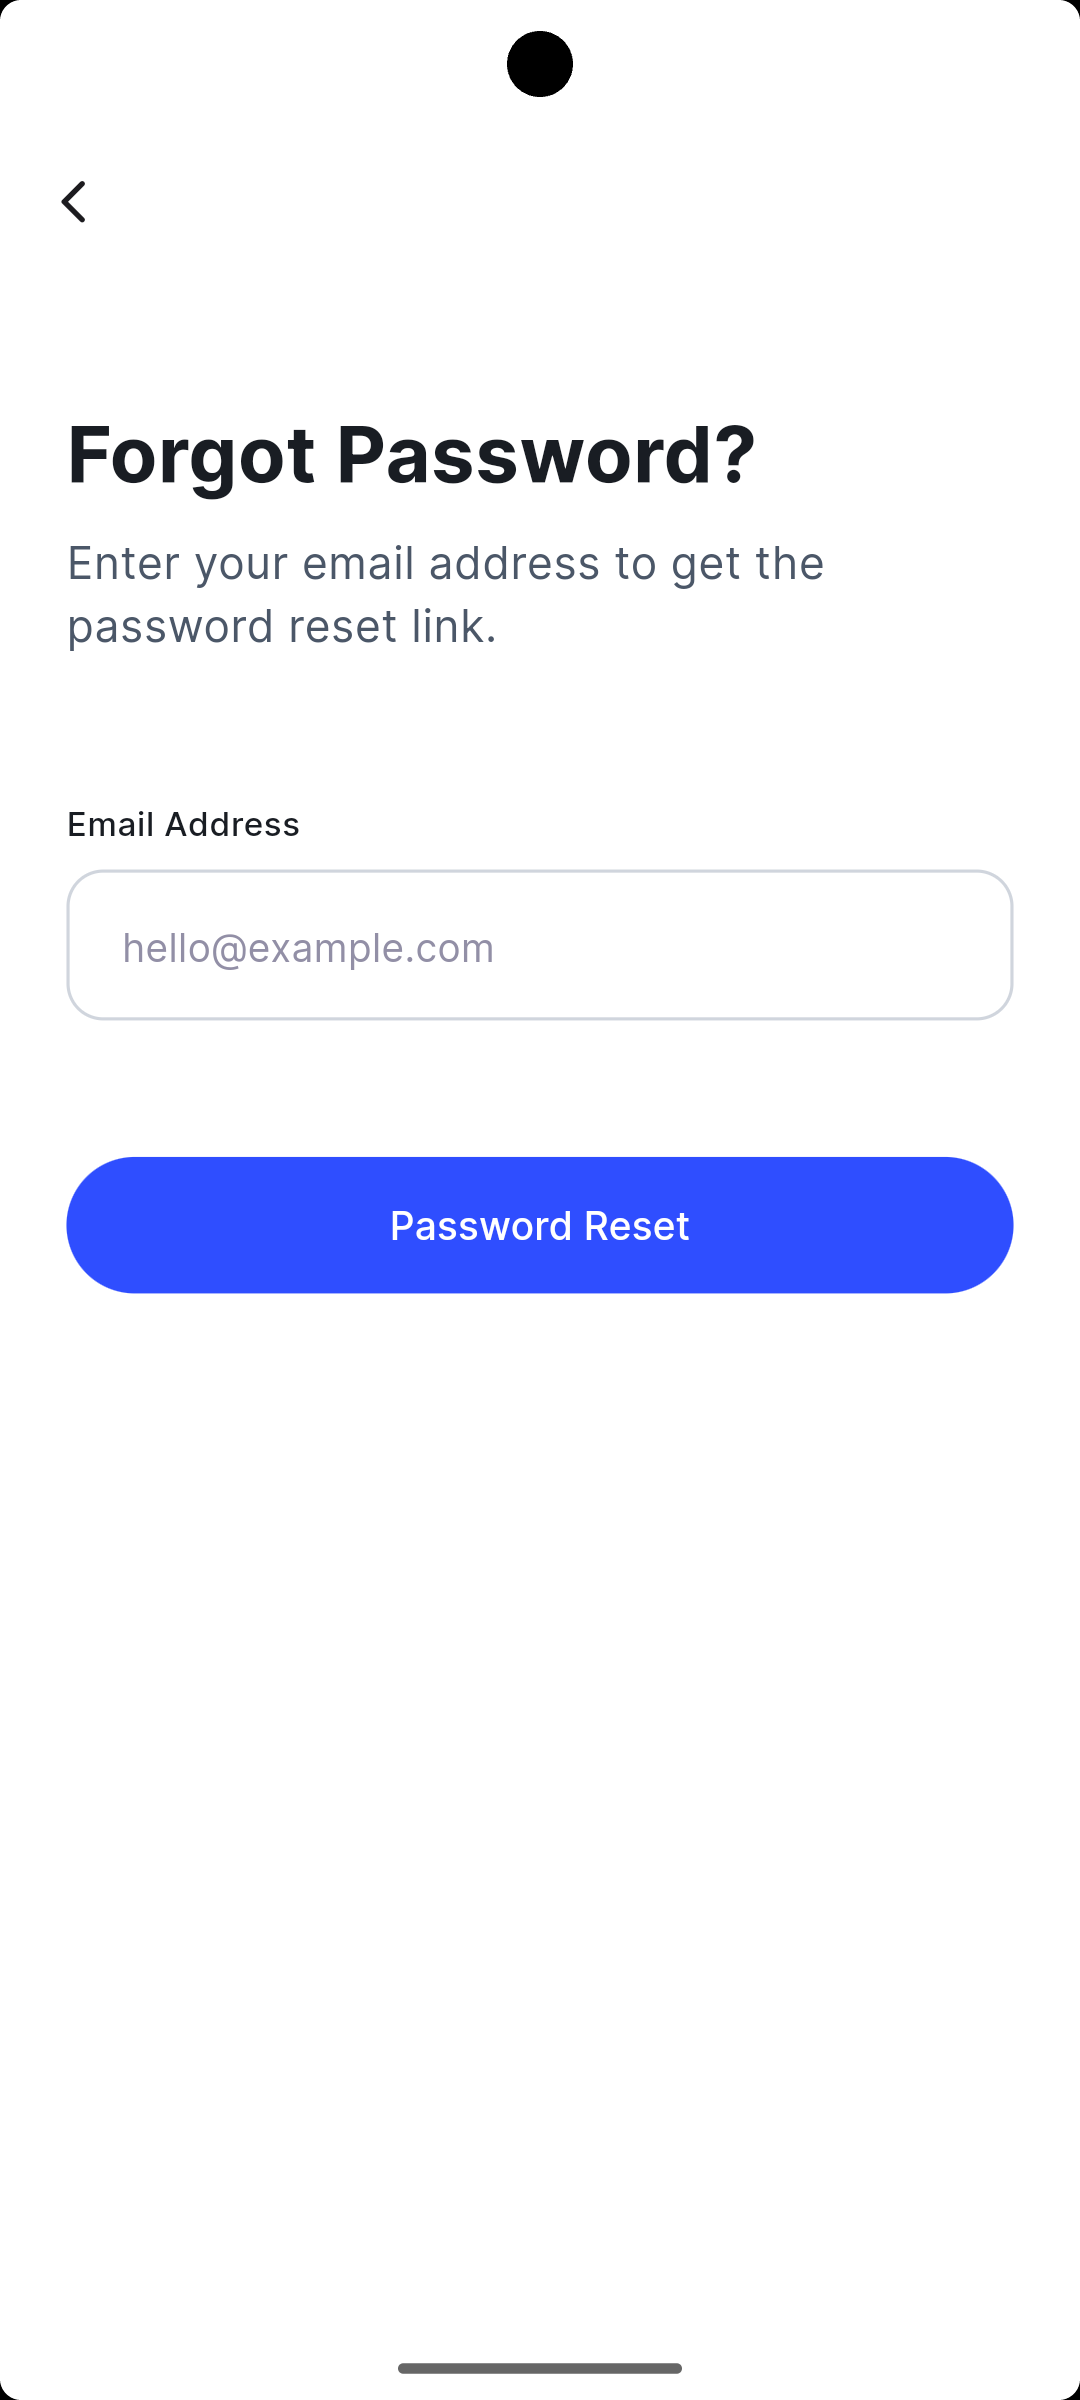 Forgot Password?
Enter your email address to get the
password reset link.
Email Address
hello@example.com
Password Reset